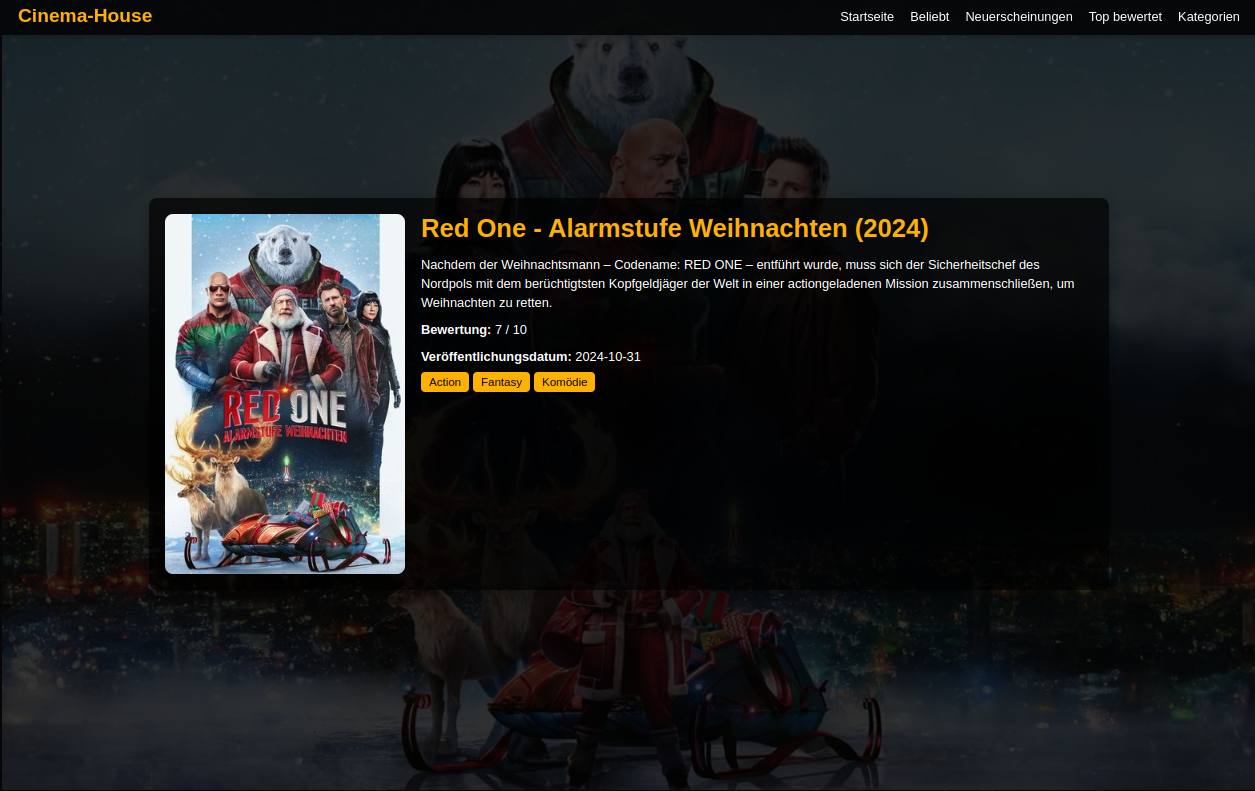 Cinema-House
Startseite Beliebt Neuerscheinungen Top bewertet Kategorien
Red One - Alarmstufe Weihnachten (2024)
Nachdem der Weihnachtsmann – Codename: RED ONE – entführt wurde, muss sich der Sicherheitschef des
Nordpols mit dem berüchtigtsten Kopfgeldjäger der Welt in einer actiongeladenen Mission zusammenschließen, um
Weihnachten zu retten.
Bewertung: 7 / 10
Veröffentlichungsdatum: 2024-10-31
Action Fantasy Komödie
RED ONE
ALARMSTUFE WEIHNACHTEN